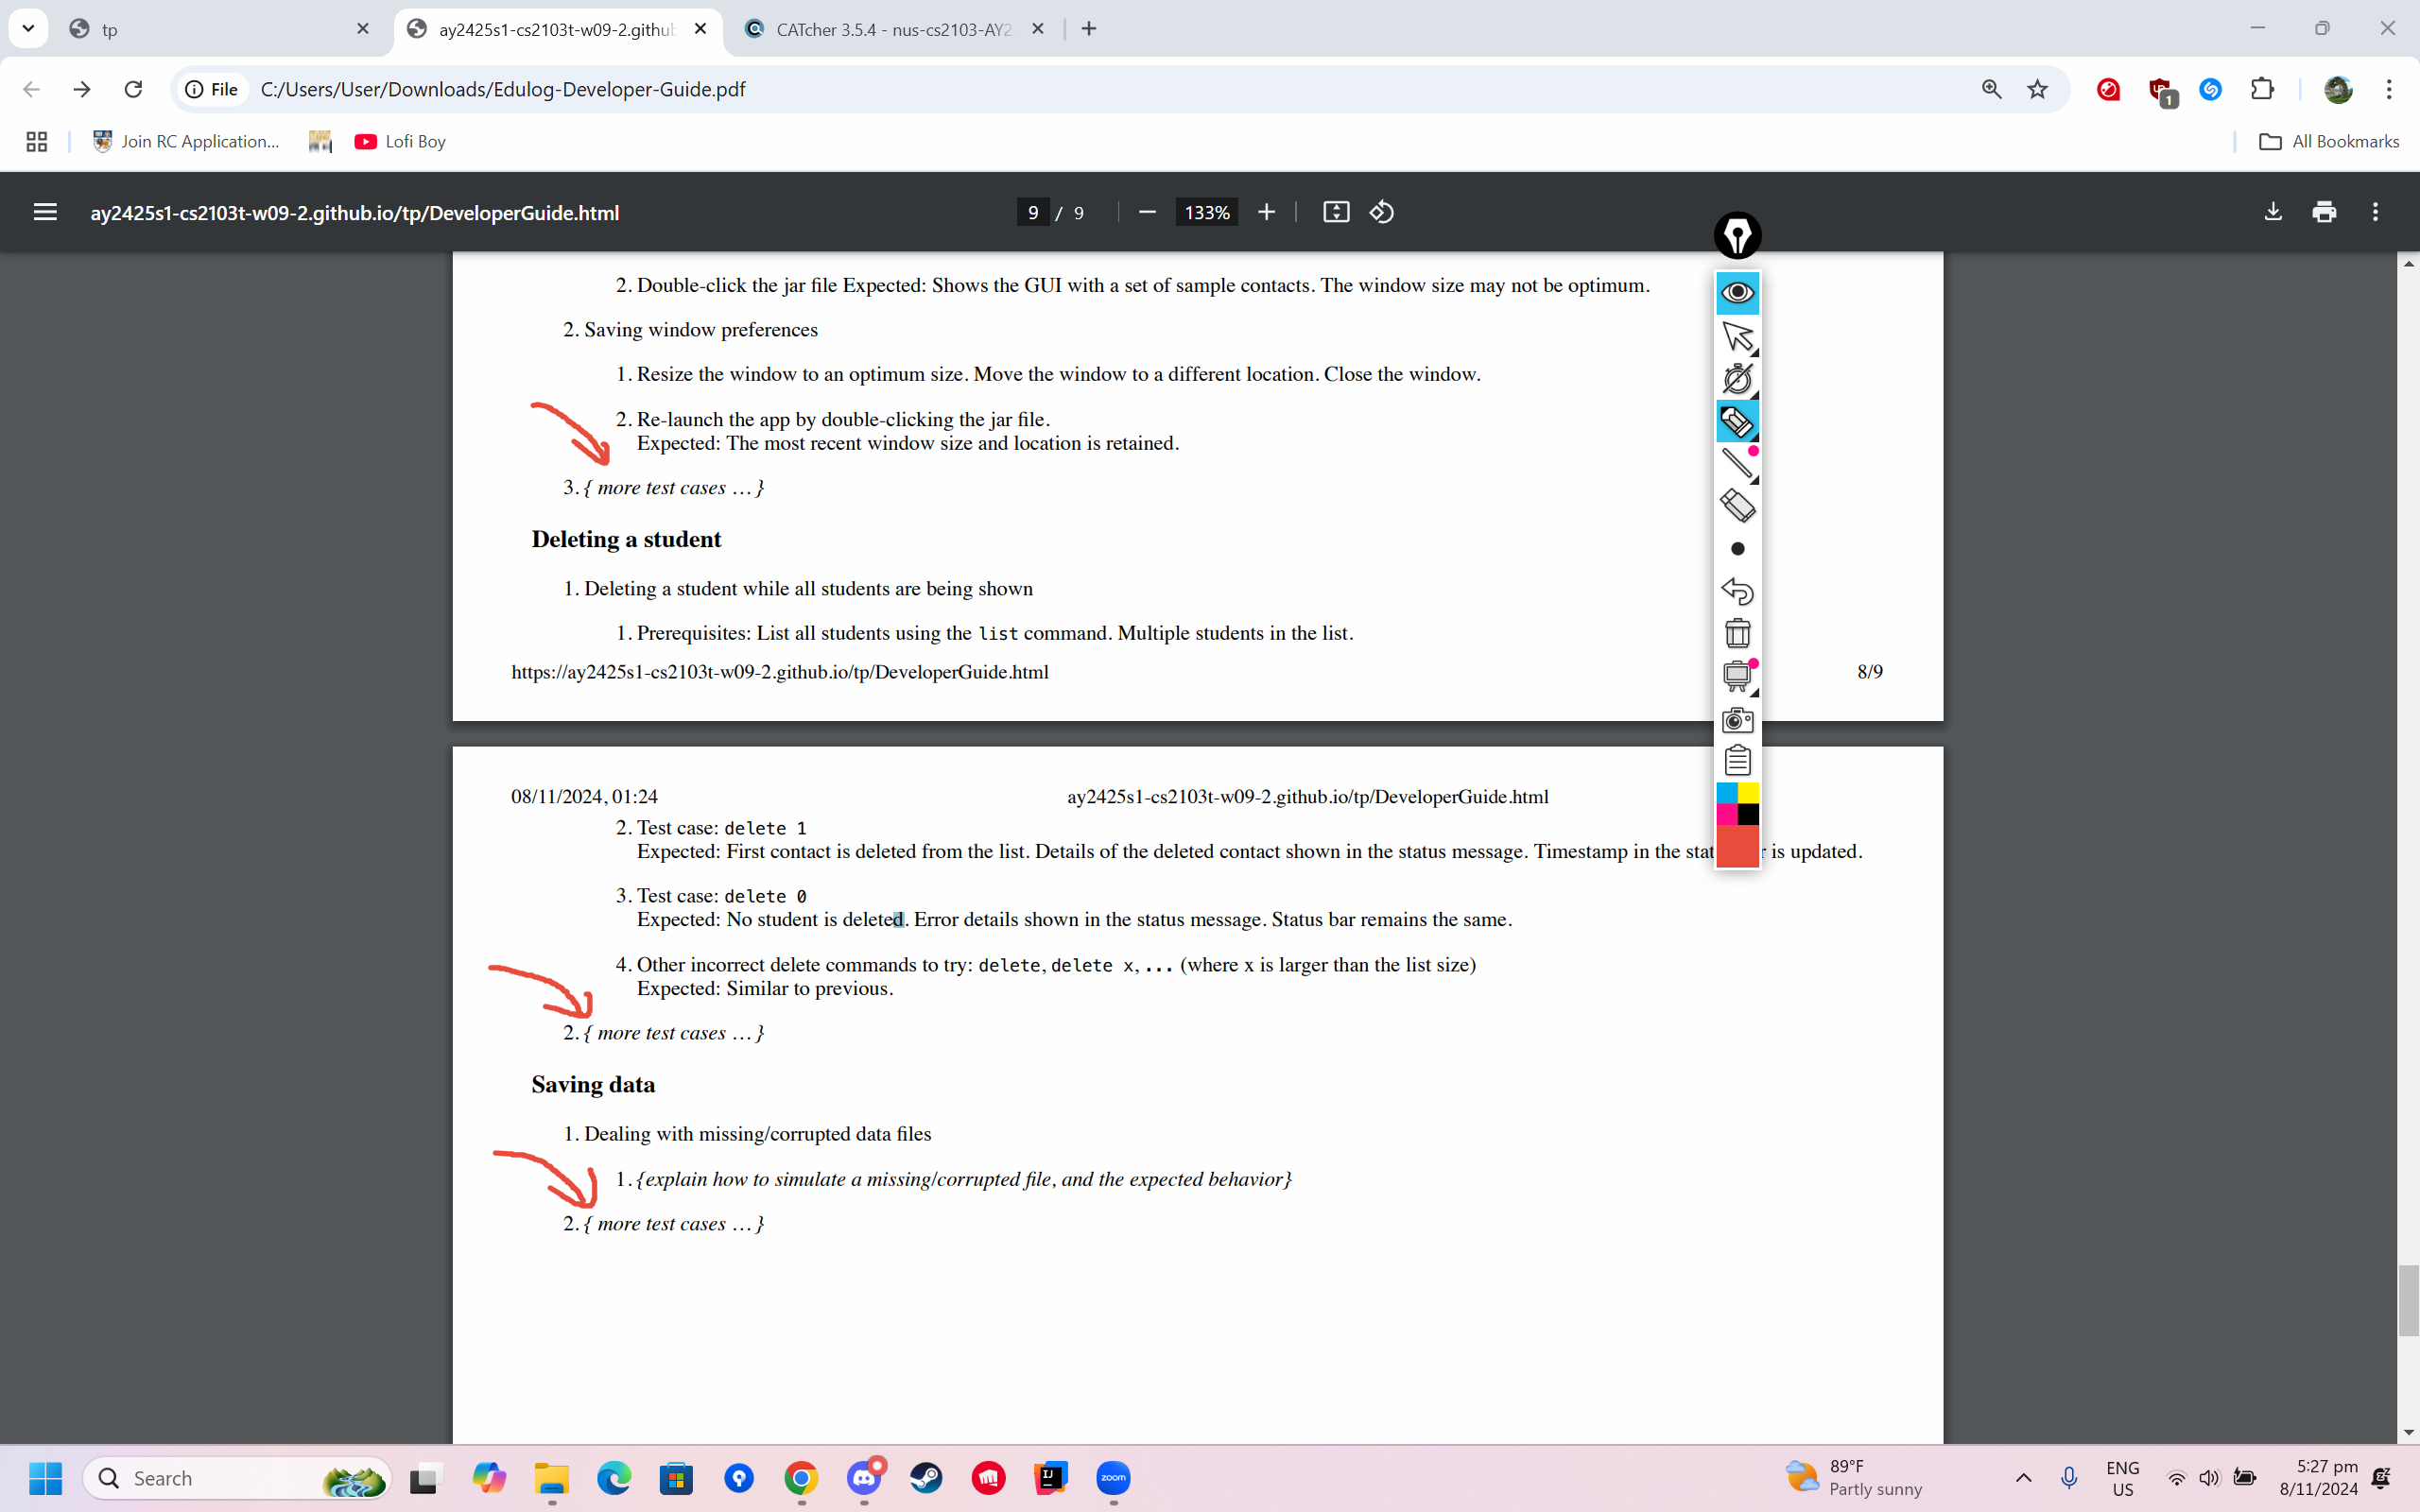 tp
ay2425s1-cs2103t-w09-2.githu
CATcher 3.5.4 - nus-cs2103-AY2
File
C:/Users/User/Downloads/Edulog-Developer-Guide.pdf
1
Join RC Application...
Lofi Boy
All Bookmarks
ay2425s1-cs2103t-w09-2.github.io/tp/DeveloperGuide.html
9 / 9
133%
2. Double-click the jar file Expected: Shows the GUI with a set of sample contacts. The window size may not be optimum.
2. Saving window preferences
1. Resize the window to an optimum size. Move the window to a different location. Close the window.
2. Re-launch the app by double-clicking the jar file.
Expected: The most recent window size and location is retained.
3. { more test cases … }
Deleting a student
1. Deleting a student while all students are being shown
1. Prerequisites: List all students using the list command. Multiple students in the list.
https://ay2425s1-cs2103t-w09-2.github.io/tp/DeveloperGuide.html
8/9
08/11/2024, 01:24
ay2425s1-cs2103t-w09-2.github.io/tp/DeveloperGuide.html
2. Test case: delete 1
Expected: First contact is deleted from the list. Details of the deleted contact shown in the status message. Timestamp in the stat r is updated.
3. Test case: delete 0
Expected: No student is deleted. Error details shown in the status message. Status bar remains the same.
4. Other incorrect delete commands to try: delete, delete x, ... (where x is larger than the list size)
Expected: Similar to previous.
2. { more test cases … }
Saving data
1. Dealing with missing/corrupted data files
1. {explain how to simulate a missing/corrupted file, and the expected behavior}
2. { more test cases … }
Search
zoom
89°F
Partly sunny
ENG
US
5:27 pm
8/11/2024